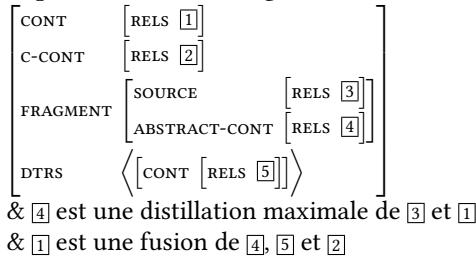 CONT [RELS 1]
C-CONT [RELS 2]
FRAGMENT [SOURCE [RELS 3]
ABSTRACT-CONT [RELS 4]]
DTRS ⟨[CONT [RELS 5]]⟩
& 4 est une distillation maximale de 3 et 1
& 1 est une fusion de 4, 5 et 2